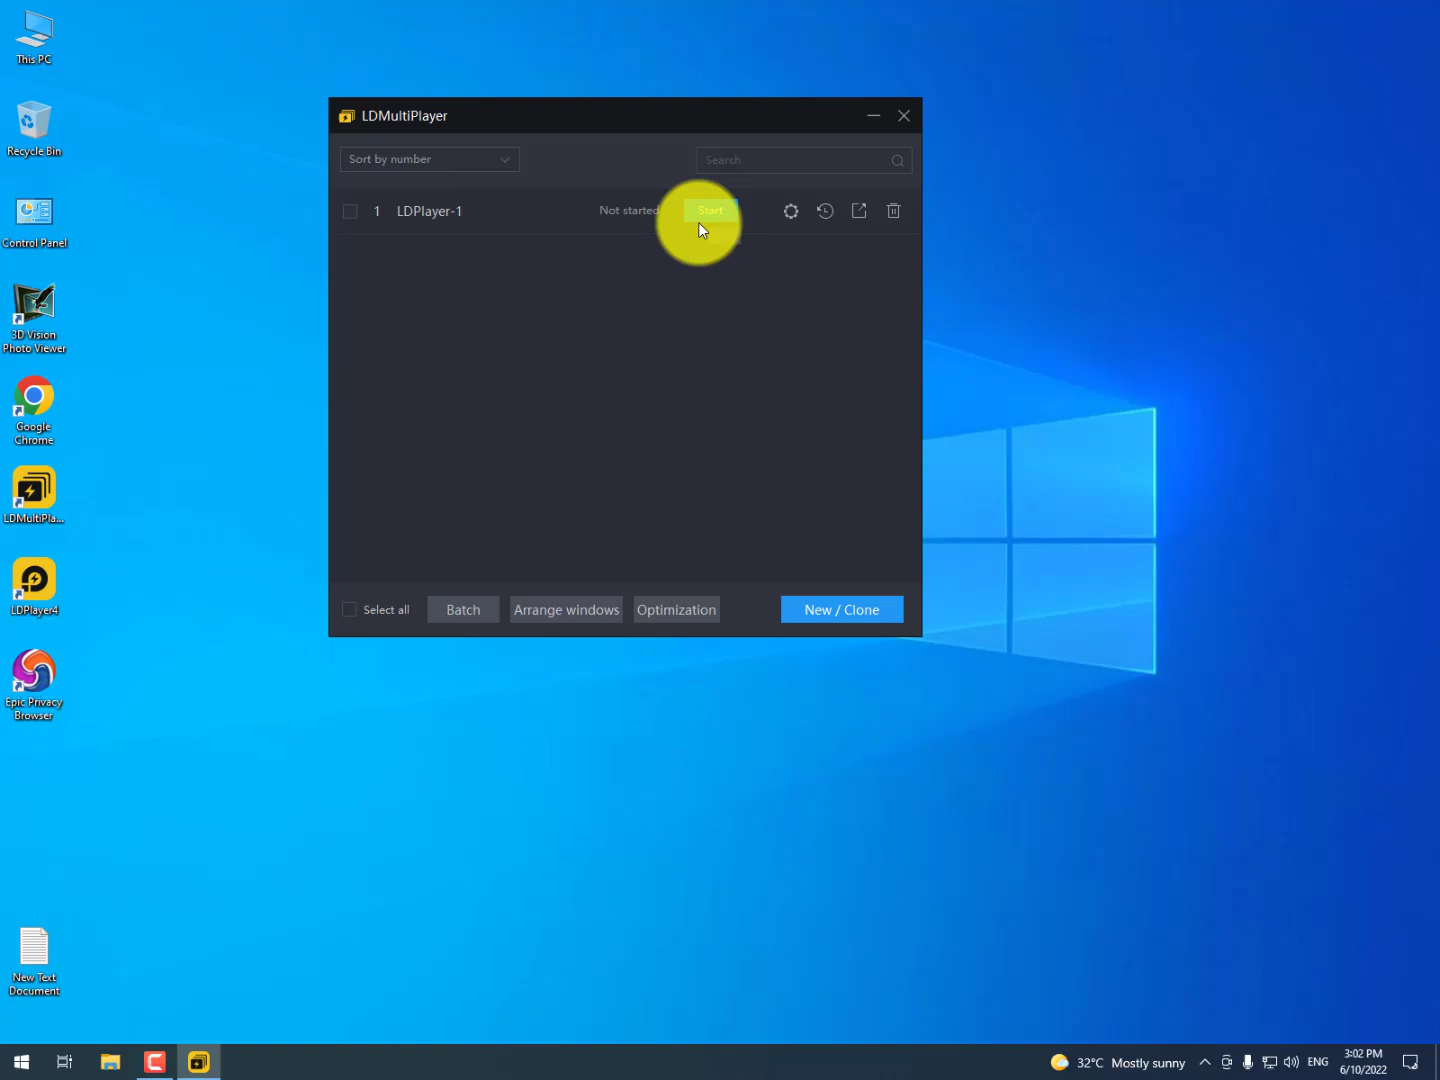 This PC
Recycle Bin
Control Panel
3D Vision
Photo Viewer
Google
Chrome
LDMultiPla...
LDPlayer4
Epic Privacy
Browser
New Text
Document
LDMultiPlayer
Sort by number
Search
1 LDPlayer-1 Not started Start
Select all Batch Arrange windows Optimization New / Clone
32°C Mostly sunny ENG 3:02 PM
6/10/2022